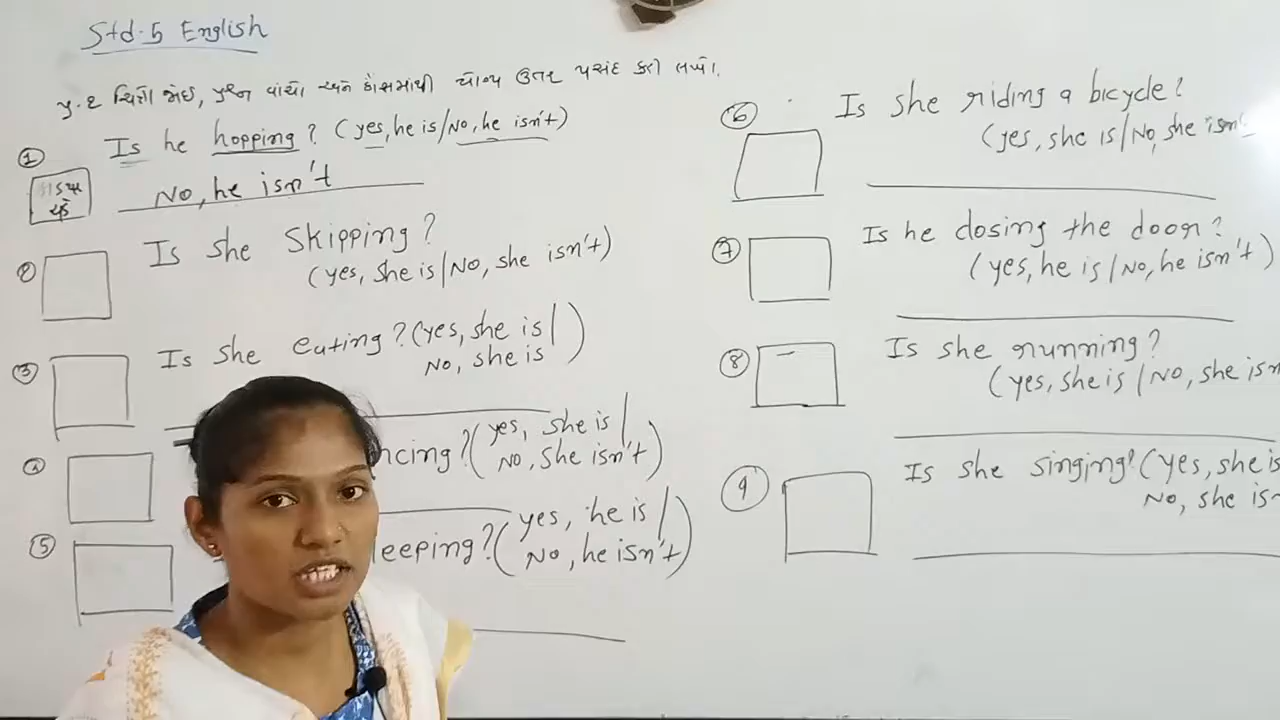 Std-5 English
પ્ર.૨ ચિત્રો જોઇ, પ્રશ્ન વાંચો અને કૌંસમાંથી યોગ્ય ઉત્તર પસંદ કરી લખો.
① Is he hopping? (yes, he is/No, he isn't)
No, he isn't
② Is she skipping?
(yes, she is/No, she isn't)
③ Is she eating? (yes, she is/
No, she is )
④ ncing? (yes, she is/
No, she isn't)
⑤ leeping? (yes, he is/
No, he isn't)
⑥ Is she riding a bicycle?
(yes, she is/No, she isn't
⑦ Is he closing the door?
(yes, he is/No, he isn't)
⑧ Is she running?
(yes, she is/No, she isn
⑨ Is she singing? (yes, she is
No, she isn